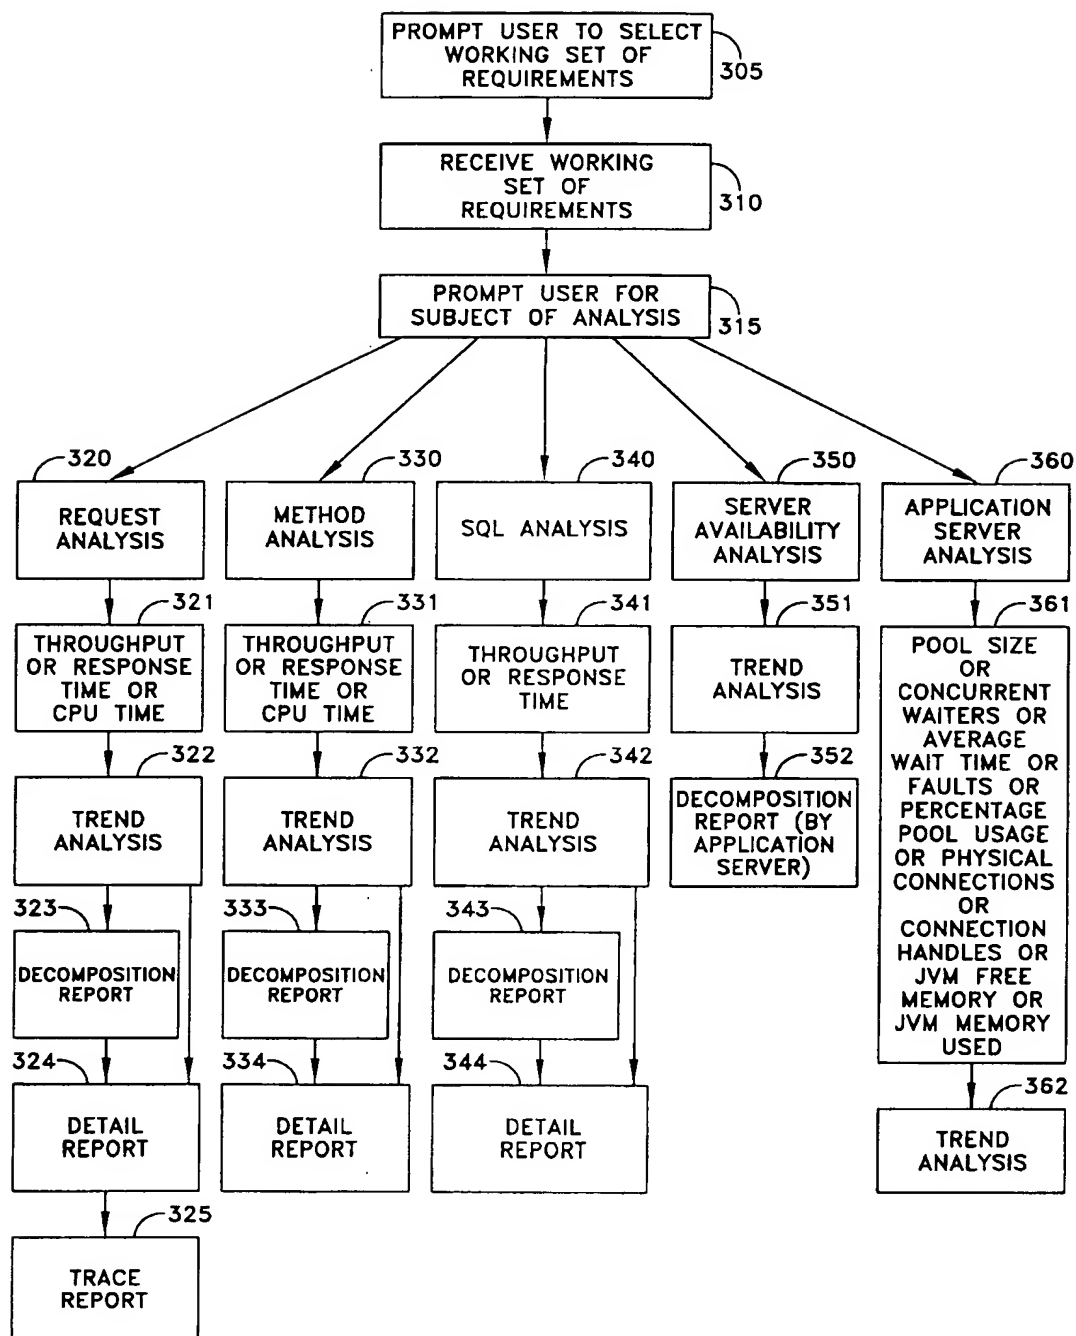 PROMPT USER TO SELECT
WORKING SET OF
REQUIREMENTS
305
RECEIVE WORKING
SET OF
REQUIREMENTS
310
PROMPT USER FOR
SUBJECT OF ANALYSIS
315
320
REQUEST
ANALYSIS
321
THROUGHPUT
OR RESPONSE
TIME OR
CPU TIME
322
TREND
ANALYSIS
323
DECOMPOSITION
REPORT
324
DETAIL
REPORT
325
TRACE
REPORT
330
METHOD
ANALYSIS
331
THROUGHPUT
OR RESPONSE
TIME OR
CPU TIME
332
TREND
ANALYSIS
333
DECOMPOSITION
REPORT
334
DETAIL
REPORT
340
SQL ANALYSIS
341
THROUGHPUT
OR RESPONSE
TIME
342
TREND
ANALYSIS
343
DECOMPOSITION
REPORT
344
DETAIL
REPORT
350
SERVER
AVAILABILITY
ANALYSIS
351
TREND
ANALYSIS
352
DECOMPOSITION
REPORT (BY
APPLICATION
SERVER)
360
APPLICATION
SERVER
ANALYSIS
361
POOL SIZE
OR
CONCURRENT
WAITERS OR
AVERAGE
WAIT TIME OR
FAULTS OR
PERCENTAGE
POOL USAGE
OR PHYSICAL
CONNECTIONS
OR
CONNECTION
HANDLES OR
JVM FREE
MEMORY OR
JVM MEMORY
USED
362
TREND
ANALYSIS